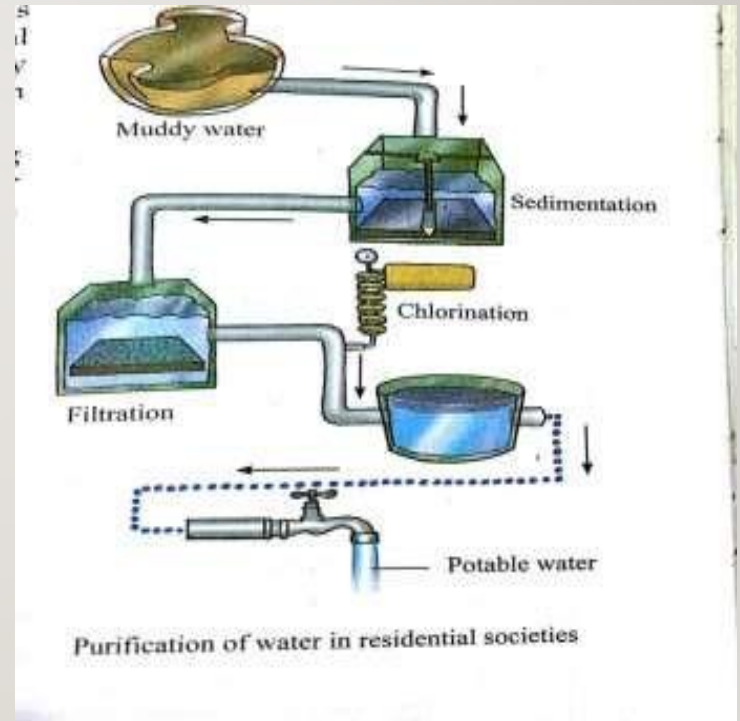 Muddy water
Sedimentation
Chlorination
Filtration
Potable water
Purification of water in residential societies